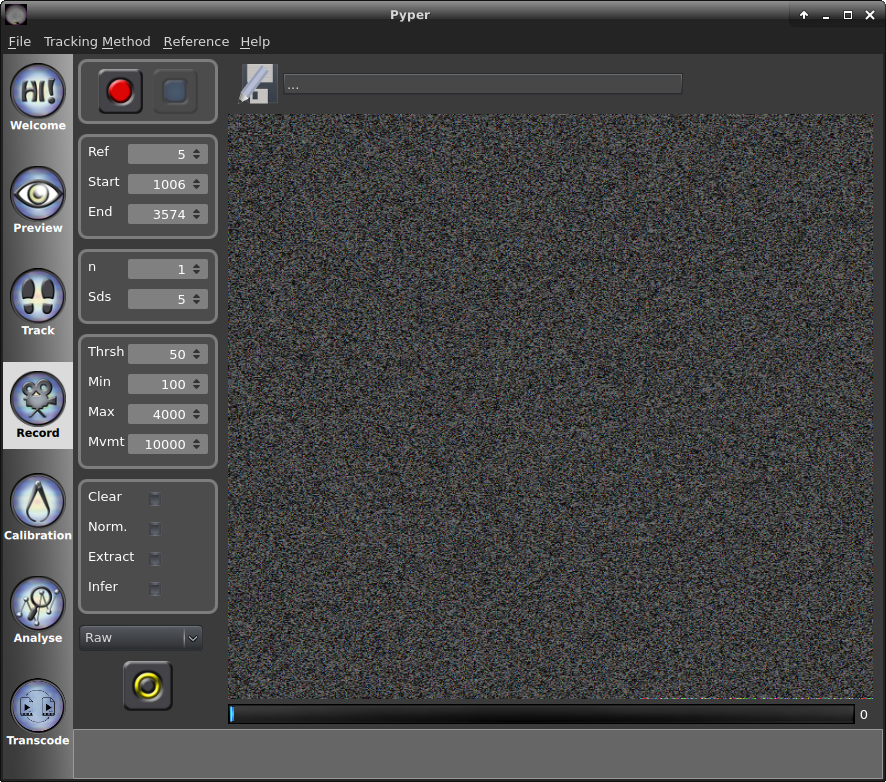 Pyper
File Tracking Method Reference Help
HI!
Welcome
Preview
Track
Record
Calibration
Analyse
Transcode
Ref 5
Start 1006
End 3574
n 1
Sds 5
Thrsh 50
Min 100
Max 4000
Mvmt 10000
Clear
Norm.
Extract
Infer
Raw
...
0